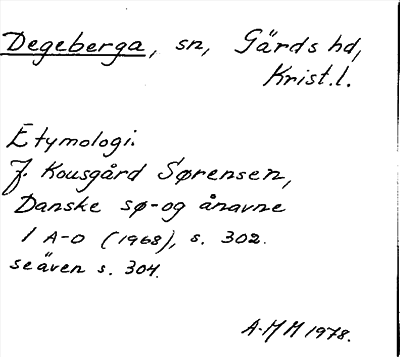 Degeberga, sn, Gärds hd,
Krist.l.
Etymologi.
J. Kousgård Sørensen,
Danske sø- og ånavne
1 A-O (1968), s. 302.
se även s. 304.
A-MM 1978.